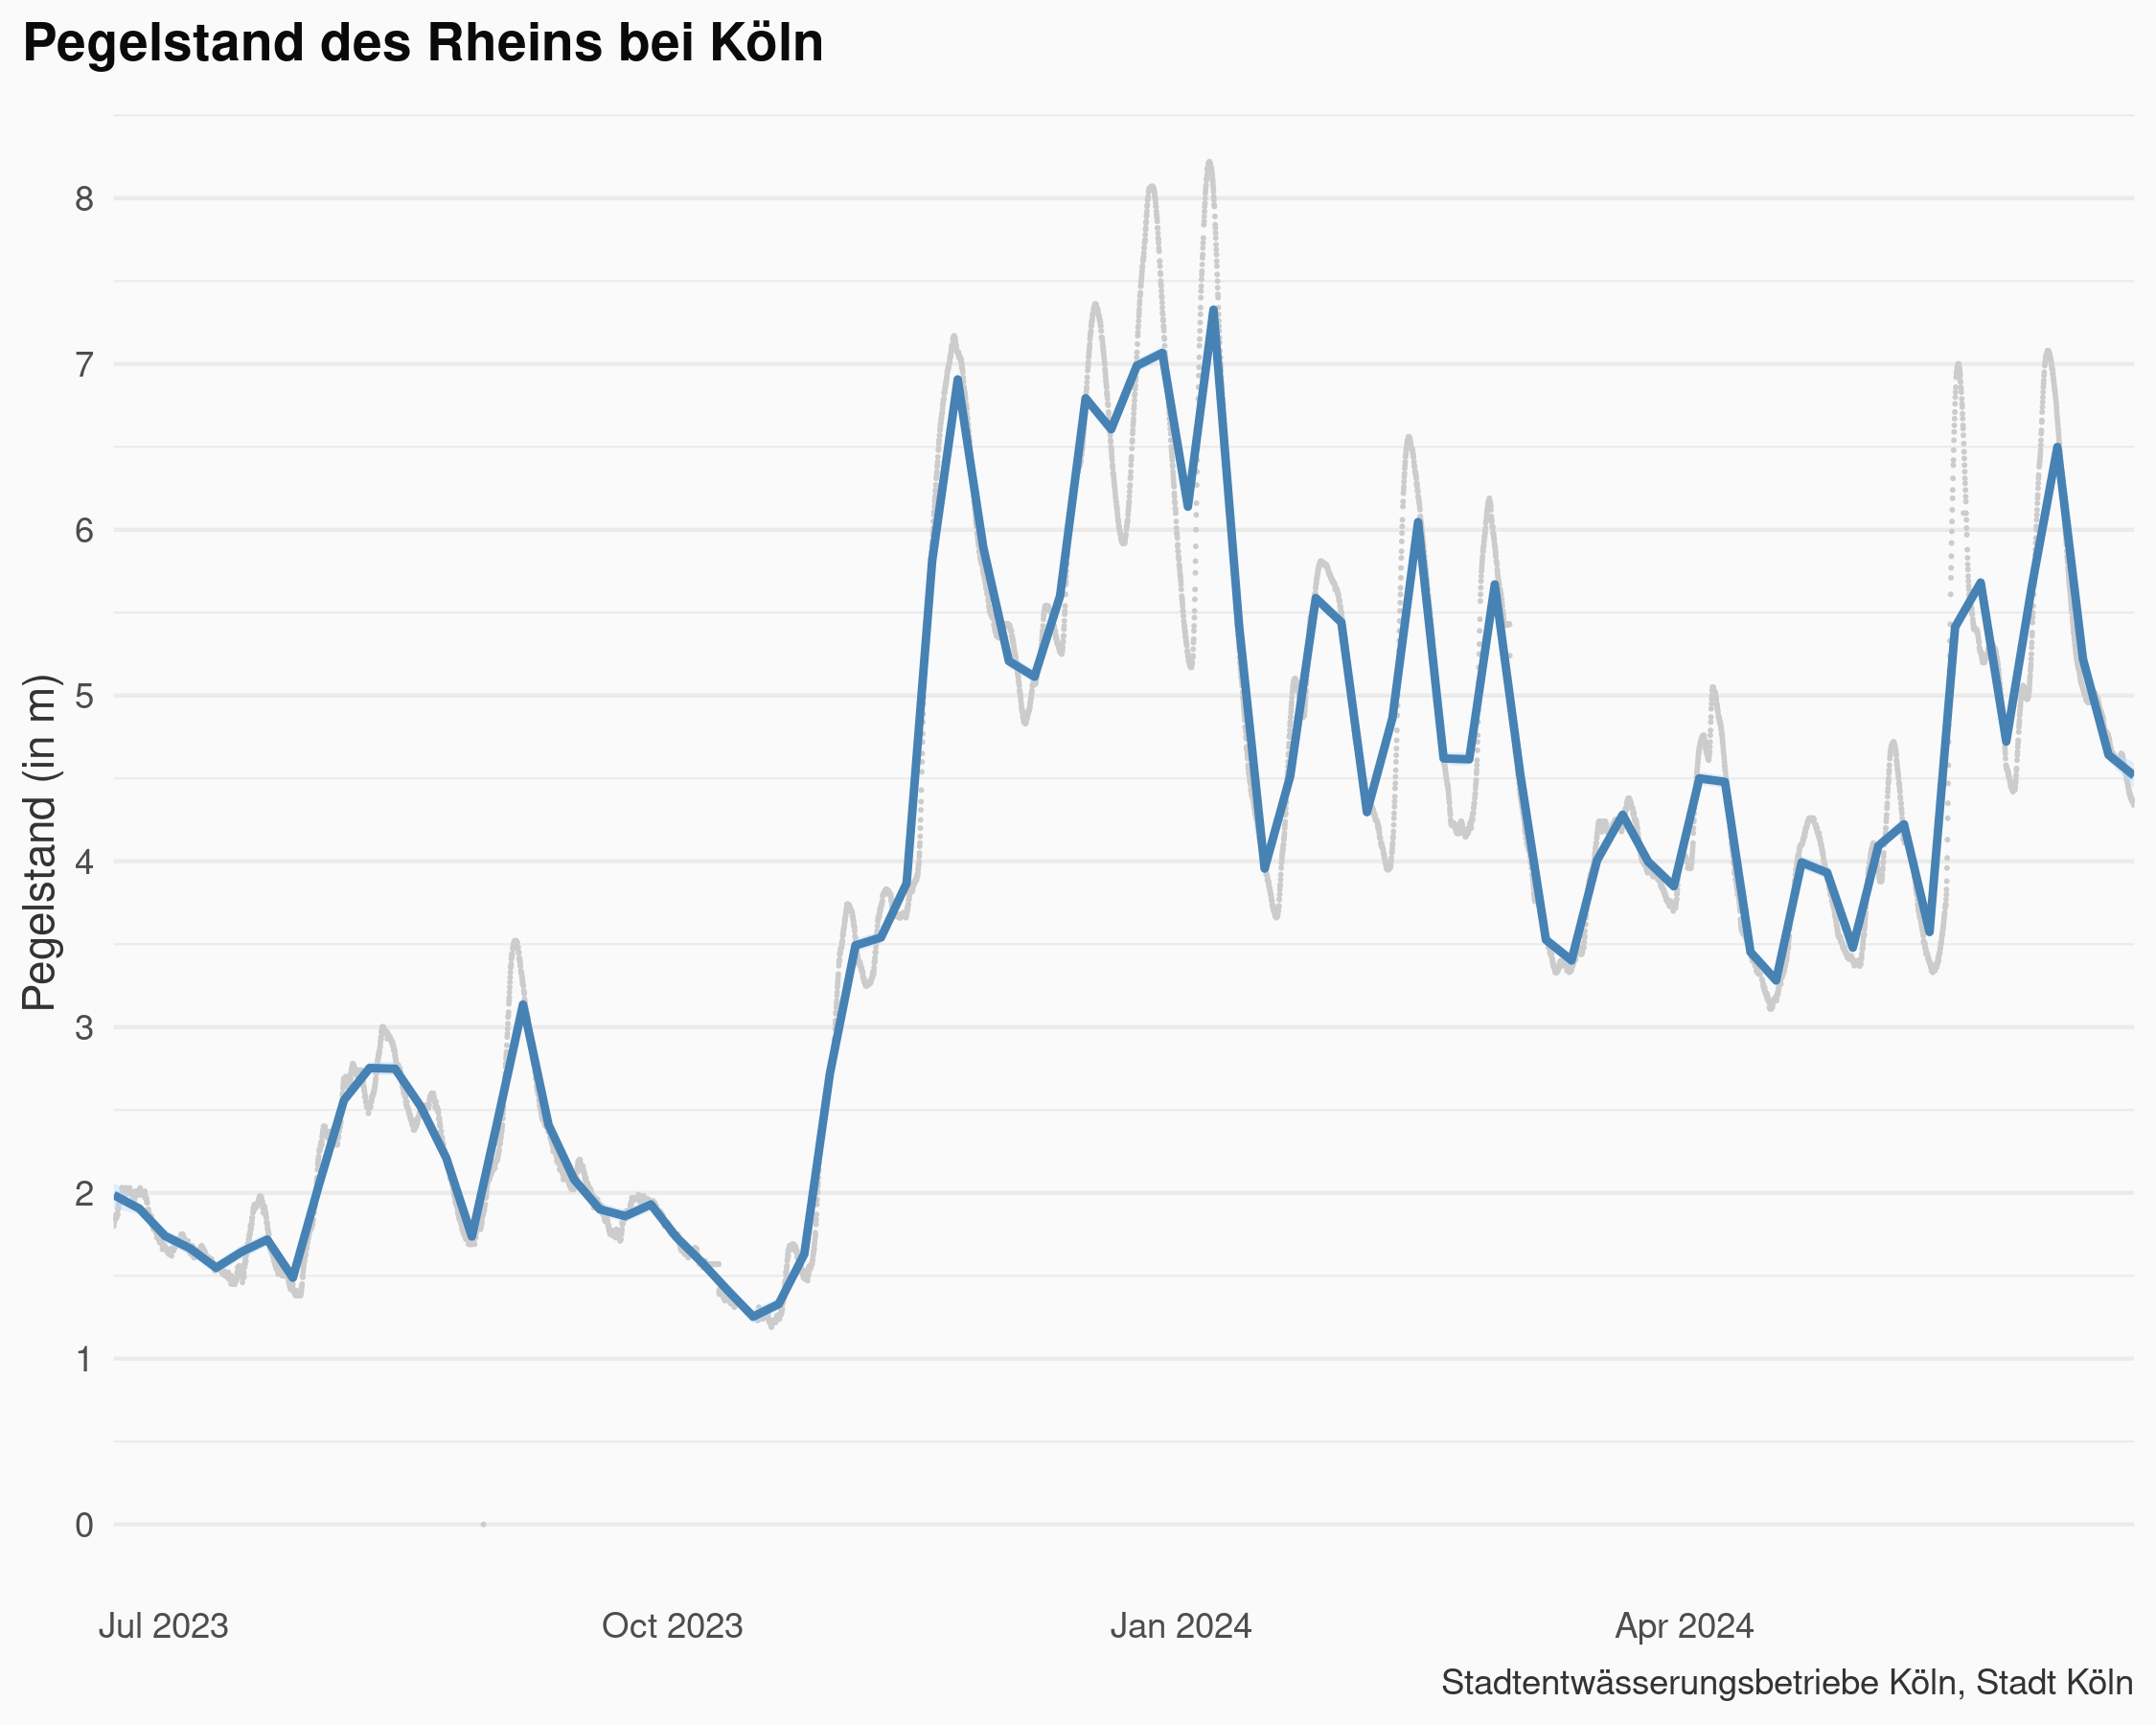 Pegelstand des Rheins bei Köln
Pegelstand (in m)
8
7
6
5
4
3
2
1
0
Jul 2023 Oct 2023 Jan 2024 Apr 2024
Stadtentwässerungsbetriebe Köln, Stadt Köln